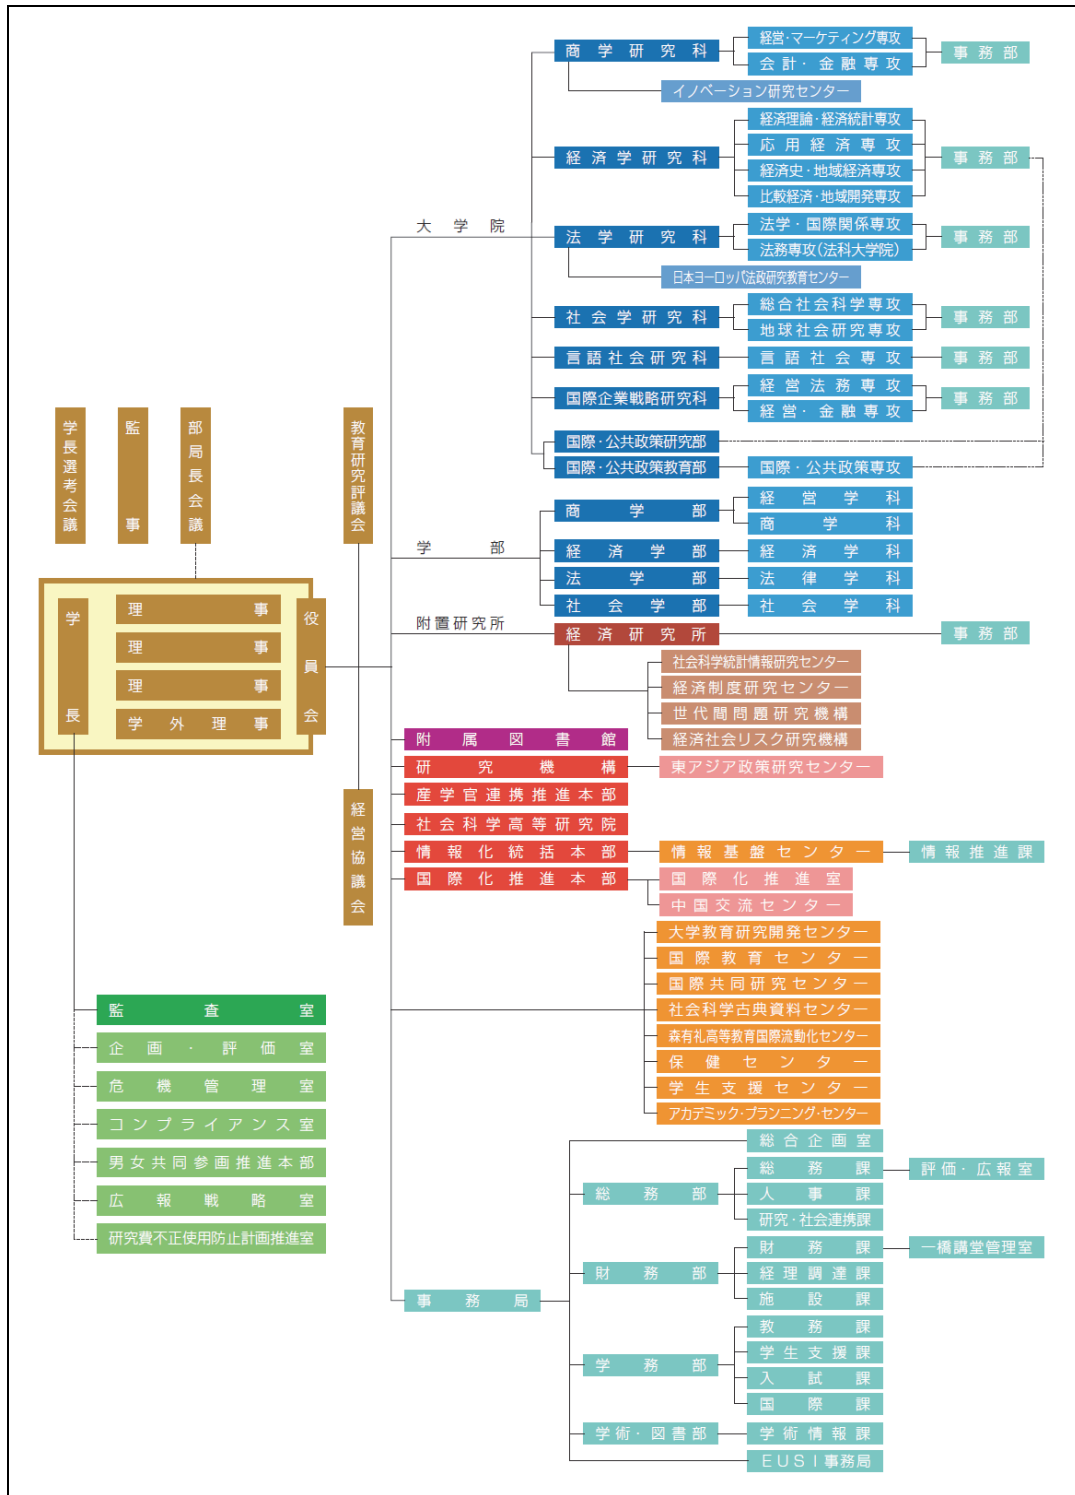 商学研究科
経営・マーケティング専攻
会計・金融専攻
事務部
イノベーション研究センター
経済学研究科
経済理論・経済統計専攻
応用経済専攻
経済史・地域経済専攻
比較経済・地域開発専攻
事務部
大学院
法学研究科
法学・国際関係専攻
法務専攻(法科大学院)
事務部
日本ヨーロッパ法政研究教育センター
社会学研究科
総合社会科学専攻
地球社会研究専攻
事務部
言語社会研究科
言語社会専攻
事務部
国際企業戦略研究科
経営法務専攻
経営・金融専攻
事務部
国際・公共政策研究部
国際・公共政策教育部
国際・公共政策専攻
学長選考会議
監事
部局長会議
教育研究評議会
学部
商学部
経営学科
商学科
経済学部
経済学科
法学部
法律学科
社会学部
社会学科
附置研究所
経済研究所
事務部
社会科学統計情報研究センター
経済制度研究センター
世代間問題研究機構
経済社会リスク研究機構
学長
理事
理事
理事
学外理事
役員会
経営協議会
附属図書館
研究機構
東アジア政策研究センター
産学官連携推進本部
社会科学高等研究院
情報化統括本部
情報基盤センター
情報推進課
国際化推進本部
国際化推進室
中国交流センター
大学教育研究開発センター
国際教育センター
国際共同研究センター
社会科学古典資料センター
森有礼高等教育国際流動化センター
保健センター
学生支援センター
アカデミック・プランニング・センター
監査室
企画・評価室
危機管理室
コンプライアンス室
男女共同参画推進本部
広報戦略室
研究費不正使用防止計画推進室
事務局
総合企画室
総務部
総務課
評価・広報室
人事課
研究・社会連携課
財務部
財務課
一橋講堂管理室
経理調達課
施設課
学務部
教務課
学生支援課
入試課
国際課
学術・図書部
学術情報課
EUSI事務局